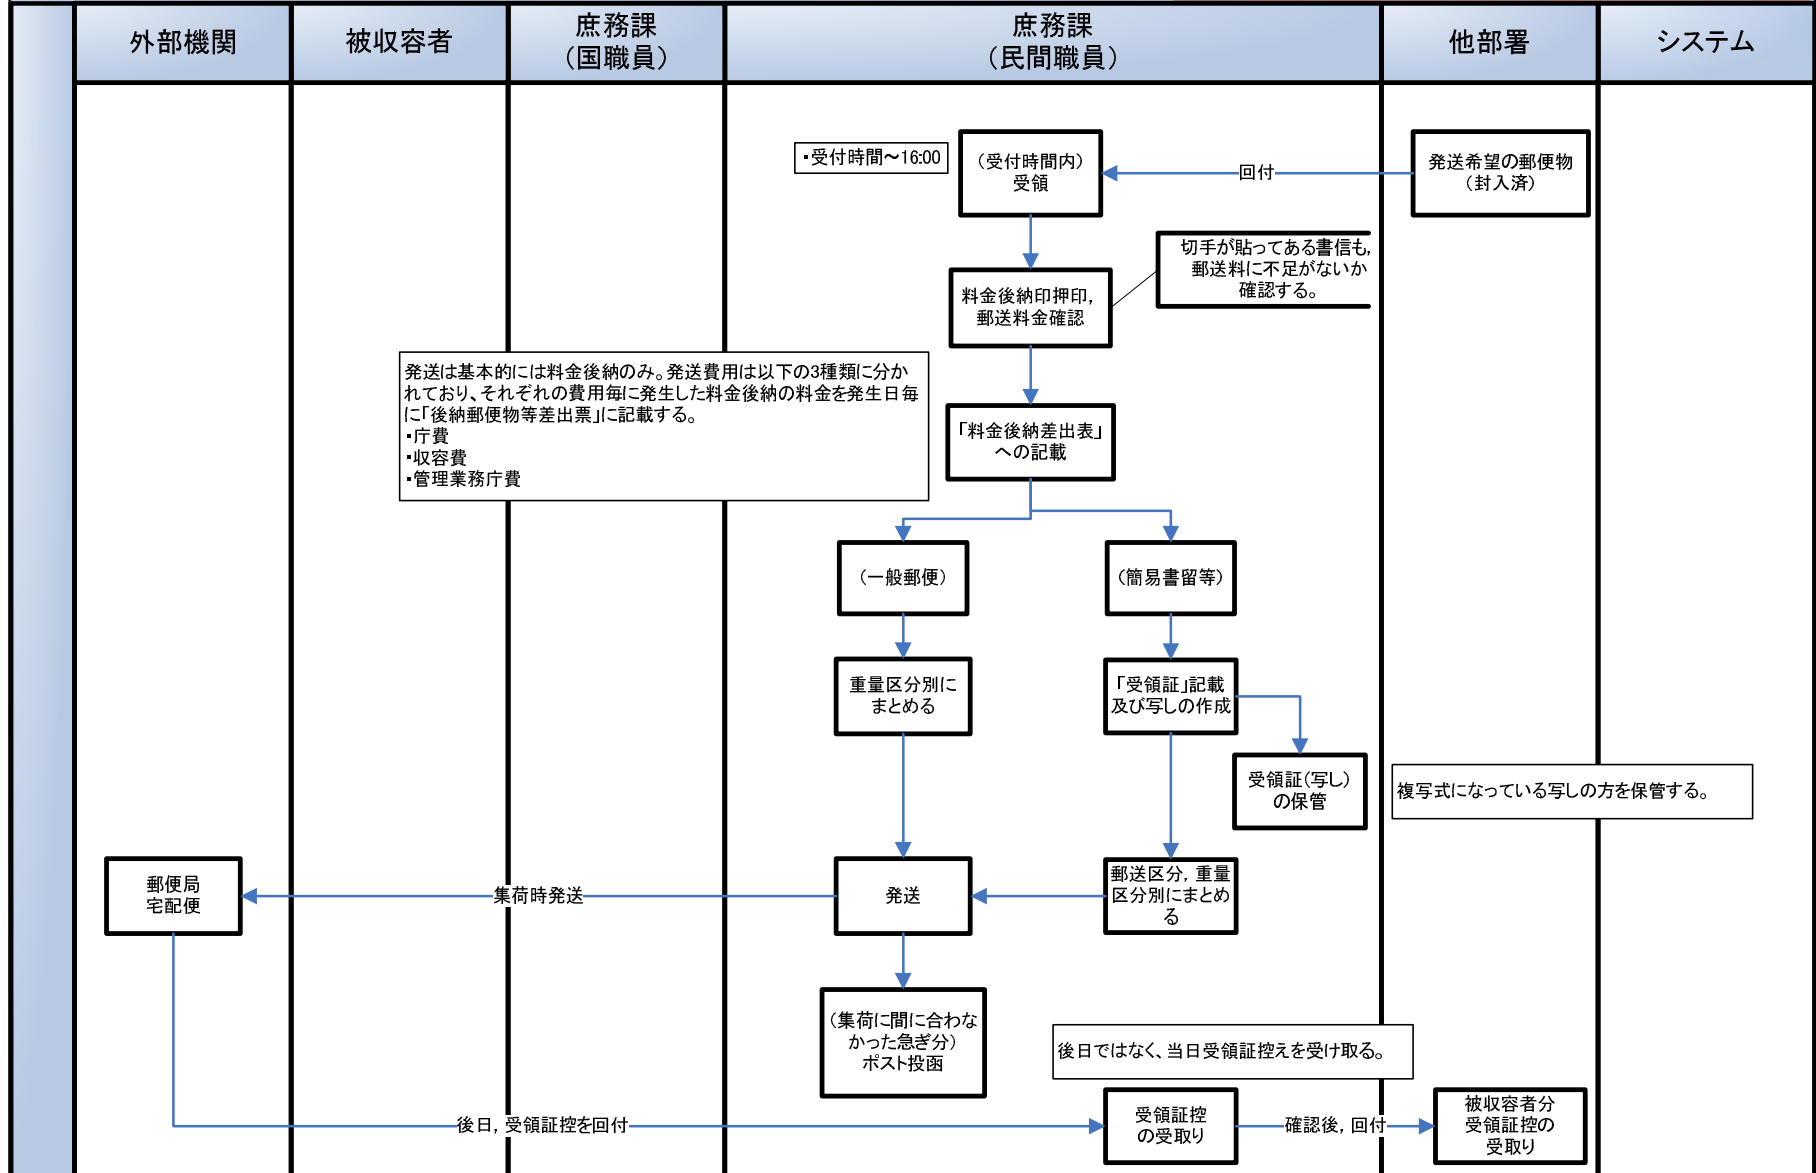 外部機関
被収容者
庶務課
（国職員）
庶務課
（民間職員）
他部署
システム
・受付時間～16:00
（受付時間内）
受領
回付
発送希望の郵便物
（封入済）
切手が貼ってある書信も，
郵送料に不足がないか
確認する。
料金後納印押印，
郵送料金確認
発送は基本的には料金後納のみ。発送費用は以下の3種類に分か
れており、それぞれの費用毎に発生した料金後納の料金を発生日毎
に「後納郵便物等差出票」に記載する。
・庁費
・収容費
・管理業務庁費
「料金後納差出表」
への記載
（一般郵便）
（簡易書留等）
重量区分別に
まとめる
「受領証」記載
及び写しの作成
受領証（写し）
の保管
複写式になっている写しの方を保管する。
郵便局
宅配便
集荷時発送
発送
郵送区分，重量
区分別にまとめ
る
（集荷に間に合わな
かった急ぎ分）
ポスト投函
後日ではなく、当日受領証控えを受け取る。
後日，受領証控を回付
受領証控
の受取り
確認後，回付
被収容者分
受領証控の
受取り